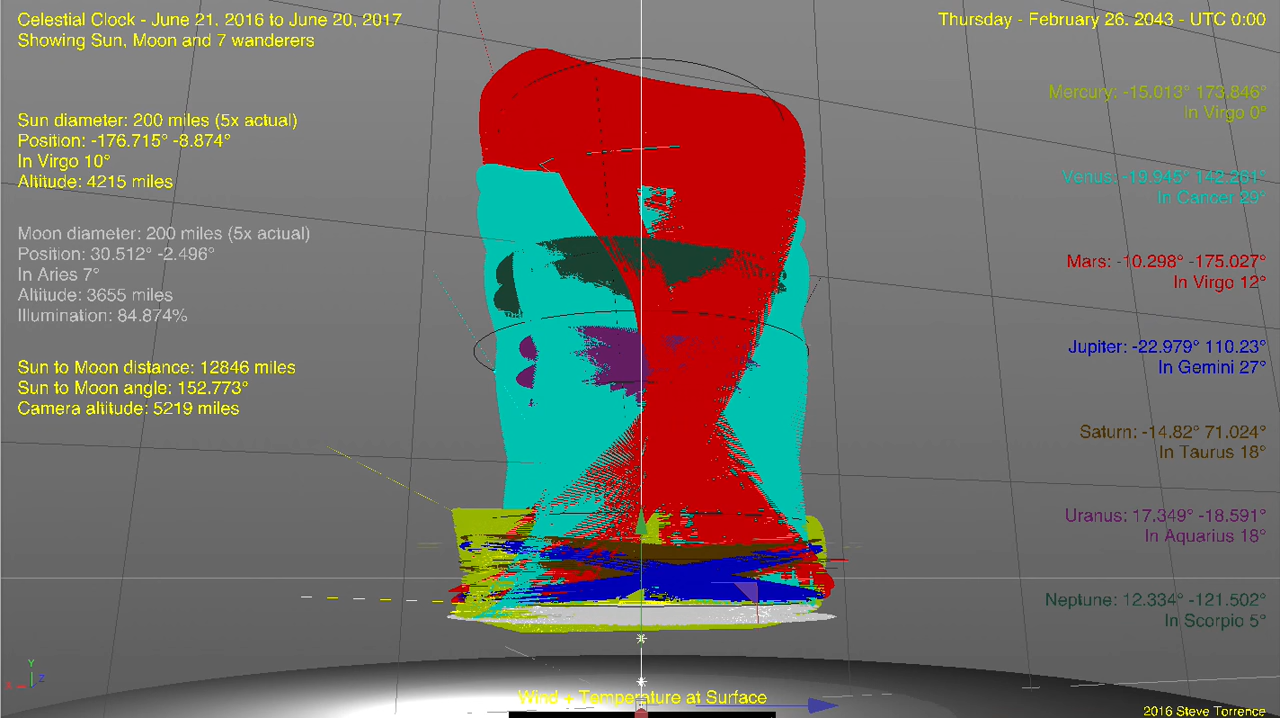 Celestial Clock - June 21. 2016 to June 20, 2017
Showing Sun, Moon and 7 wanderers
Thursday - February 26. 2043 - UTC 0:00
Sun diameter: 200 miles (5x actual)
Position: -176.715° -8.874°
In Virgo 10°
Altitude: 4215 miles
Moon diameter: 200 miles (5x actual)
Position: 30.512° -2.496°
In Aries 7°
Altitude: 3655 miles
Illumination: 84.874%
Sun to Moon distance: 12846 miles
Sun to Moon angle: 152.773°
Camera altitude: 5219 miles
Mercury: -15.013° 173.846°
In Virgo 0°
Venus: -19.945° 142.261°
In Cancer 29°
Mars: -10.298° -175.027°
In Virgo 12°
Jupiter: -22.979° 110.23°
In Gemini 27°
Saturn: -14.82° 71.024°
In Taurus 18°
Uranus: 17.349° -18.591°
In Aquarius 18°
Neptune: 12.334° -121.502°
In Scorpio 5°
Y
X
Z
Wind + Temperature at Surface
2016 Steve Torrence